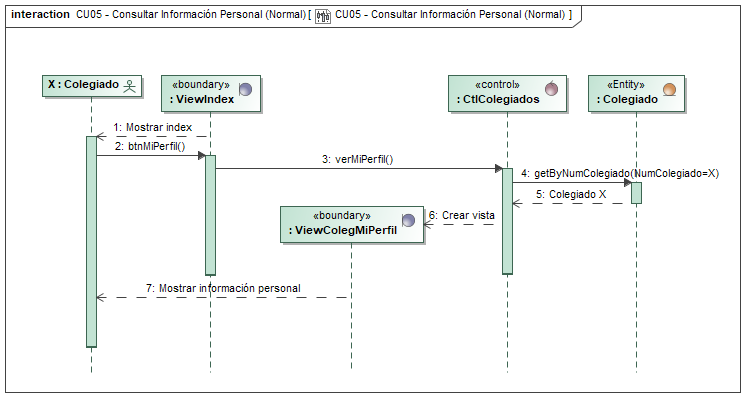 interaction CU05 - Consultar Información Personal (Normal) [ CU05 - Consultar Información Personal (Normal) ]
X : Colegiado
«boundary»
: ViewIndex
«control»
: CtlColegiados
«Entity»
: Colegiado
1: Mostrar index
2: btnMiPerfil()
3: verMiPerfil()
4: getByNumColegiado(NumColegiado=X)
5: Colegiado X
6: Crear vista
«boundary»
: ViewColegMiPerfil
7: Mostrar información personal